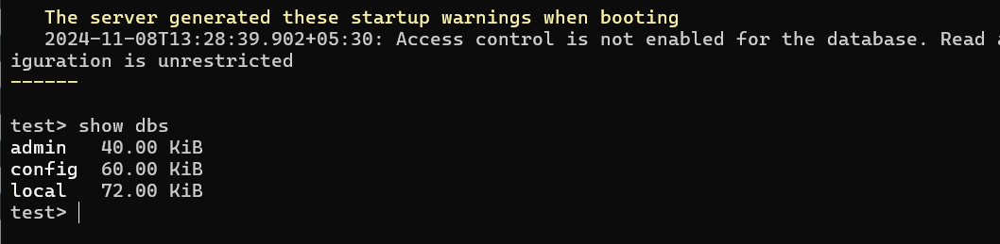 The server generated these startup warnings when booting
2024-11-08T13:28:39.902+05:30: Access control is not enabled for the database. Read
iguration is unrestricted
------
test> show dbs
admin   40.00 KiB
config  60.00 KiB
local   72.00 KiB
test>